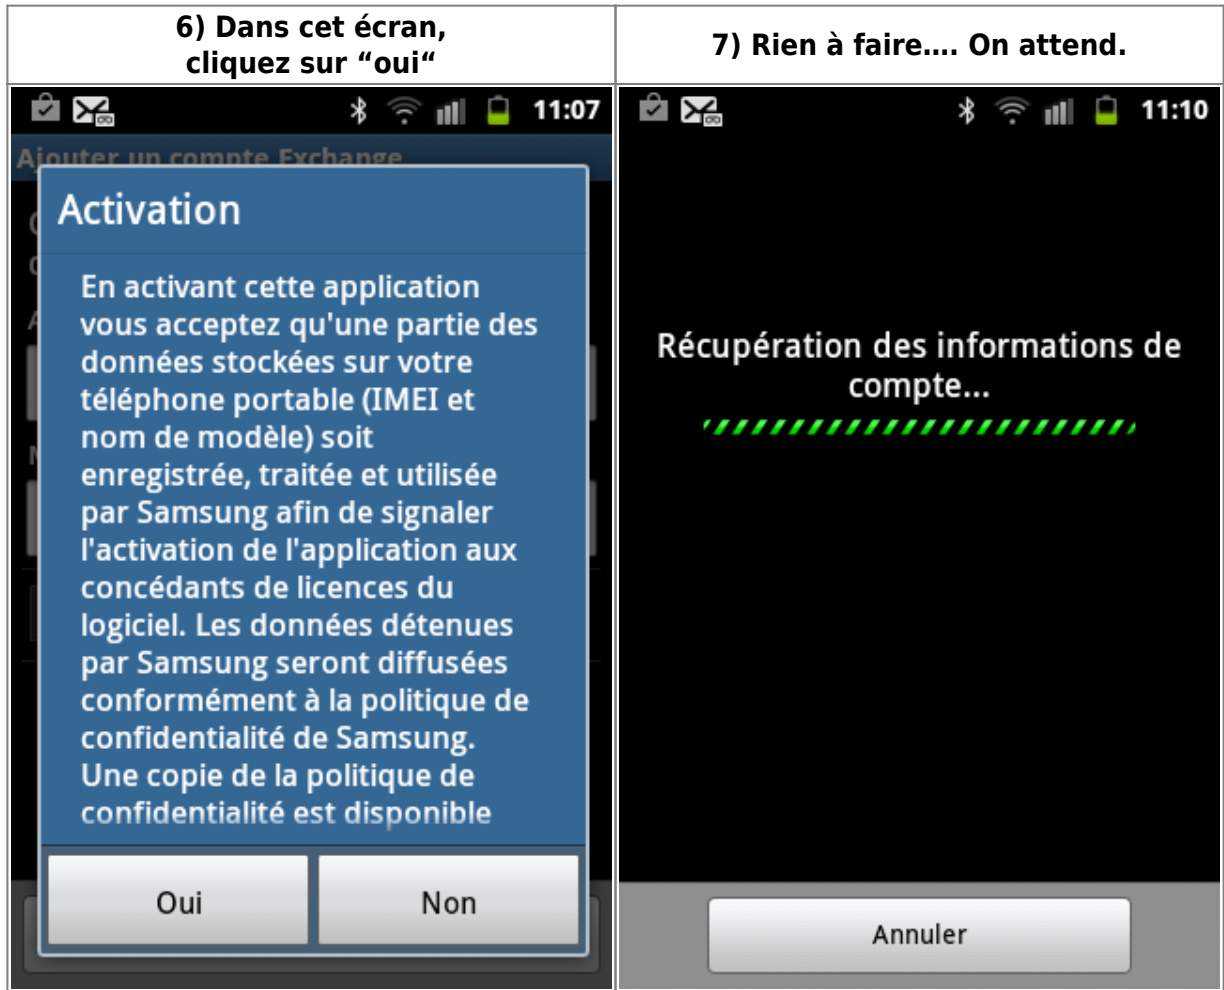 6) Dans cet écran,
cliquez sur “oui“
11:07
Ajouter un compte Exchange
Activation
En activant cette application
vous acceptez qu'une partie des
données stockées sur votre
téléphone portable (IMEI et
nom de modèle) soit
enregistrée, traitée et utilisée
par Samsung afin de signaler
l'activation de l'application aux
concédants de licences du
logiciel. Les données détenues
par Samsung seront diffusées
conformément à la politique de
confidentialité de Samsung.
Une copie de la politique de
confidentialité est disponible
Oui
Non
7) Rien à faire.... On attend.
11:10
Récupération des informations de
compte...
Annuler